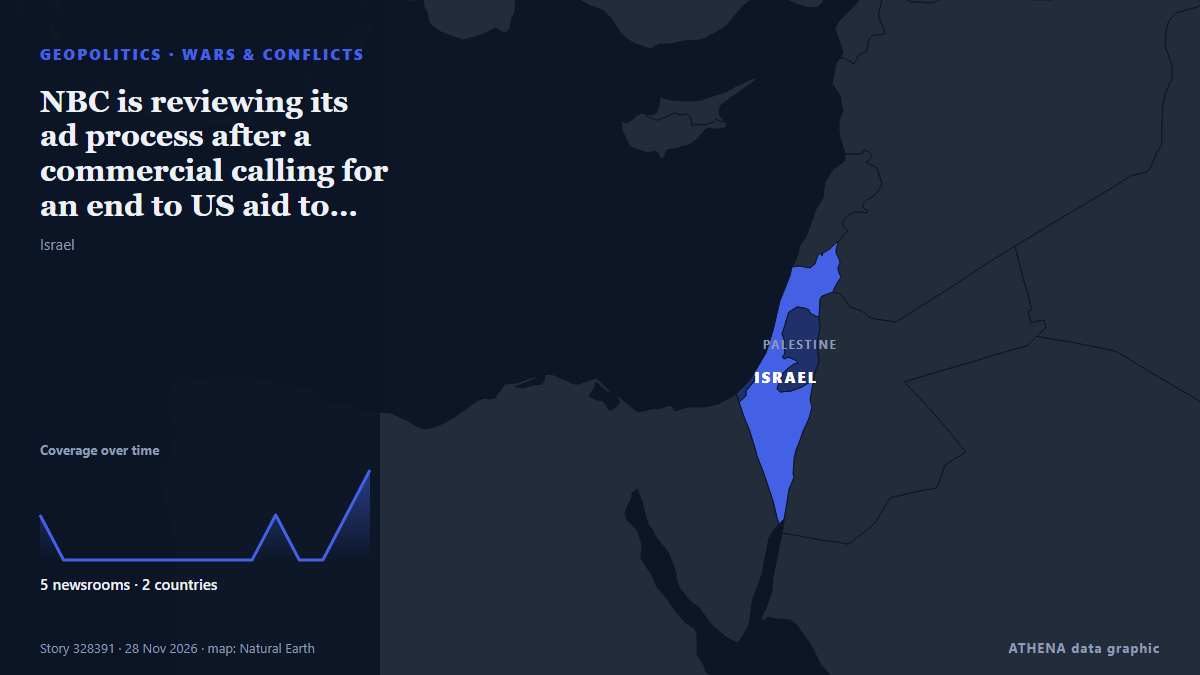 GEOPOLITICS · WARS & CONFLICTS
NBC is reviewing its
ad process after a
commercial calling for
an end to US aid to...
Israel
PALESTINE
ISRAEL
Coverage over time
5 newsrooms · 2 countries
Story 328391 · 28 Nov 2026 · map: Natural Earth
ATHENA data graphic